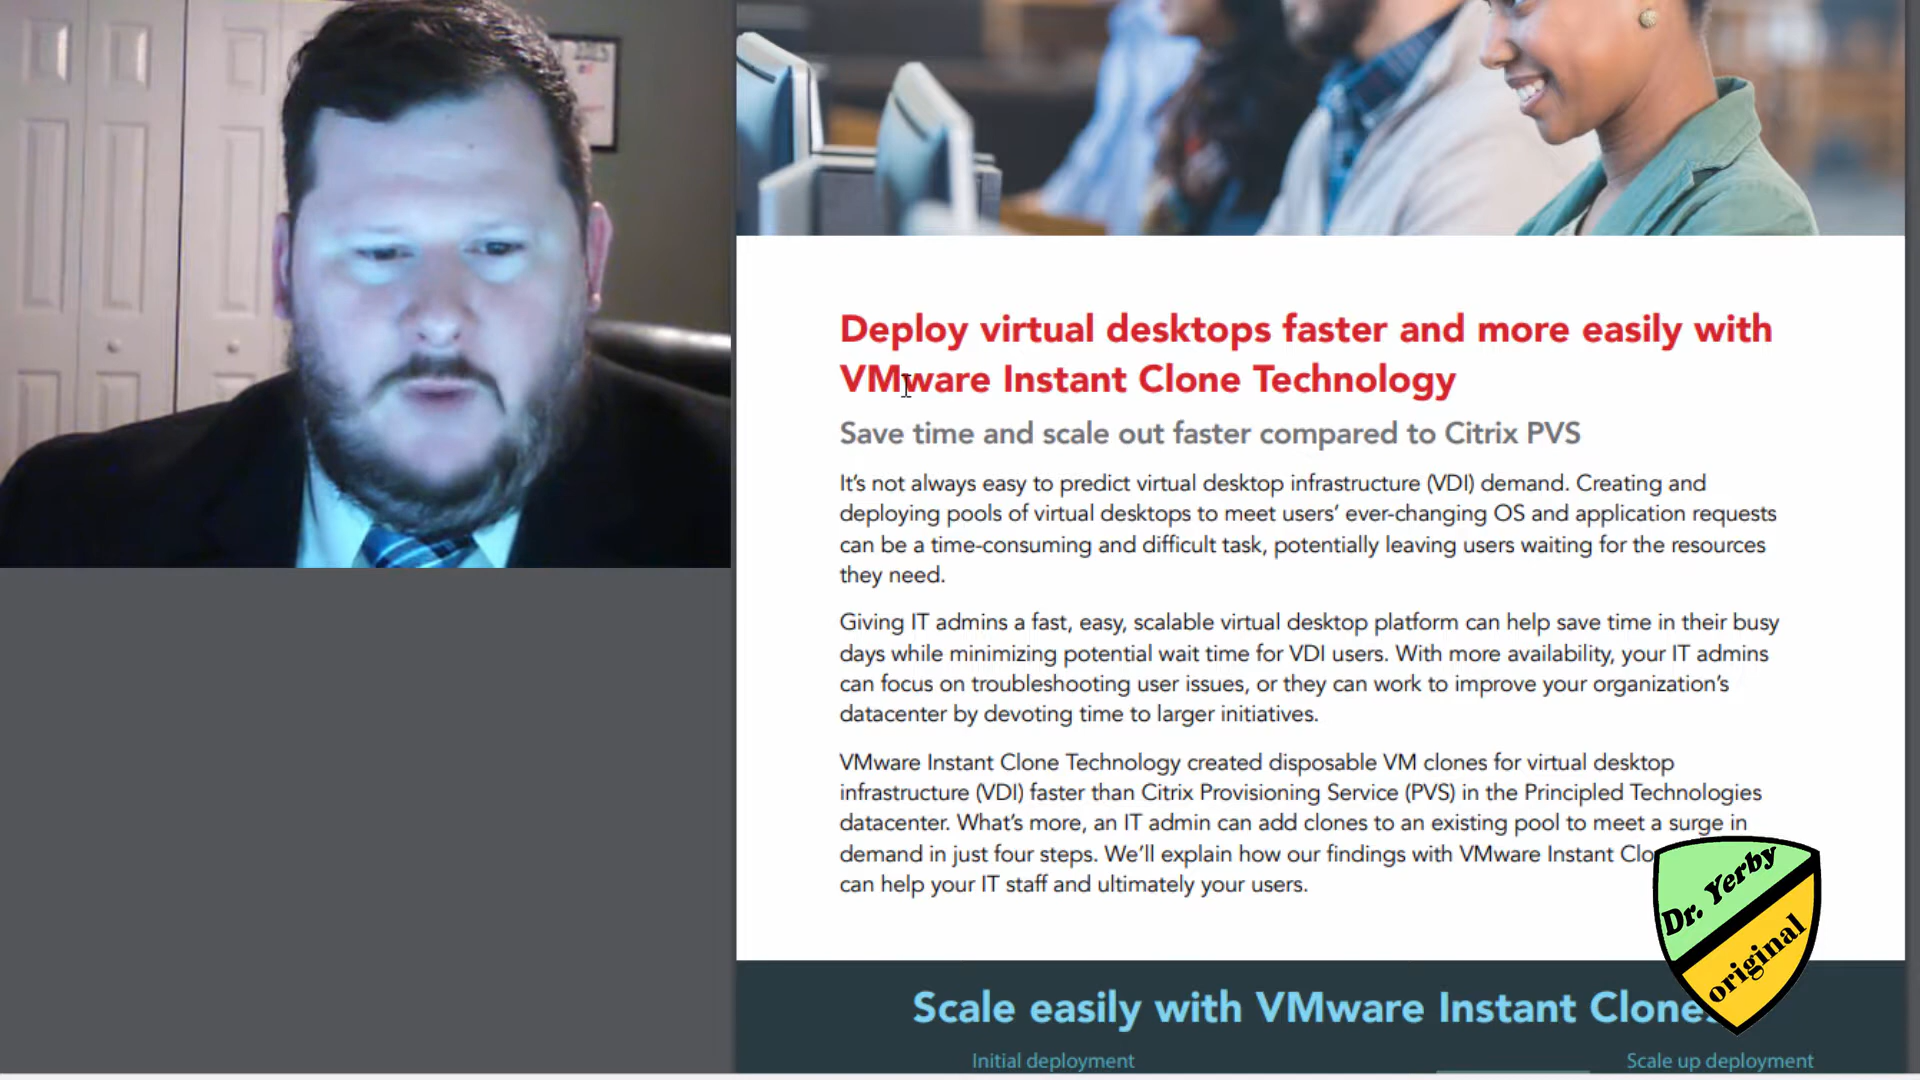 Deploy virtual desktops faster and more easily with
VMware Instant Clone Technology
Save time and scale out faster compared to Citrix PVS
It's not always easy to predict virtual desktop infrastructure (VDI) demand. Creating and
deploying pools of virtual desktops to meet users' ever-changing OS and application requests
can be a time-consuming and difficult task, potentially leaving users waiting for the resources
they need.
Giving IT admins a fast, easy, scalable virtual desktop platform can help save time in their busy
days while minimizing potential wait time for VDI users. With more availability, your IT admins
can focus on troubleshooting user issues, or they can work to improve your organization's
datacenter by devoting time to larger initiatives.
VMware Instant Clone Technology created disposable VM clones for virtual desktop
infrastructure (VDI) faster than Citrix Provisioning Service (PVS) in the Principled Technologies
datacenter. What's more, an IT admin can add clones to an existing pool to meet a surge in
demand in just four steps. We'll explain how our findings with VMware Instant
can help your IT staff and ultimately your users.
Dr. Yerby
original
Scale easily with VMware Instant Clones
Initial deployment
Scale up deployment